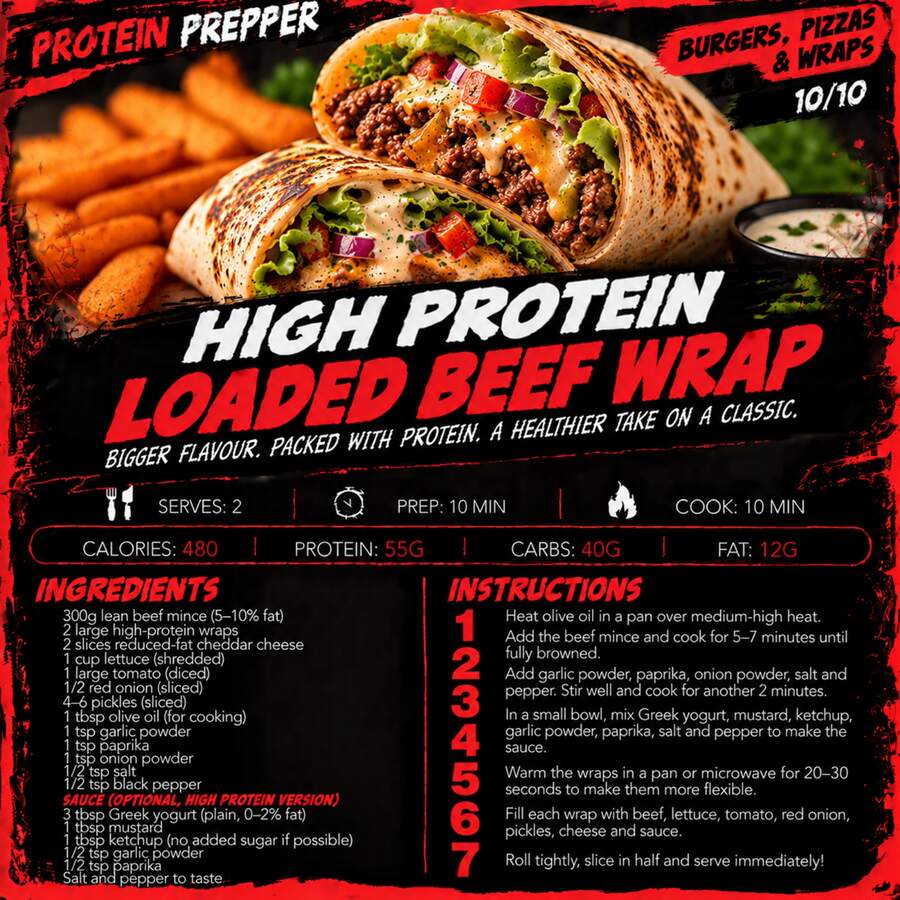 PROTEIN PREPPER
BURGERS, PIZZAS
& WRAPS
10/10
HIGH PROTEIN
LOADED BEEF WRAP
BIGGER FLAVOUR. PACKED WITH PROTEIN. A HEALTHIER TAKE ON A CLASSIC.
SERVES: 2
PREP: 10 MIN
COOK: 10 MIN
CALORIES: 480
PROTEIN: 55G
CARBS: 40G
FAT: 12G
INGREDIENTS
300g lean beef mince (5–10% fat)
2 large high-protein wraps
2 slices reduced-fat cheddar cheese
1 cup lettuce (shredded)
1 large tomato (diced)
1/2 red onion (sliced)
4–6 pickles (sliced)
1 tbsp olive oil (for cooking)
1 tsp garlic powder
1 tsp paprika
1 tsp onion powder
1/2 tsp salt
1/2 tsp black pepper
SAUCE (OPTIONAL, HIGH PROTEIN VERSION)
3 tbsp Greek yogurt (plain, 0–2% fat)
1 tbsp mustard
1 tbsp ketchup (no added sugar if possible)
1/2 tsp garlic powder
1/2 tsp paprika
Salt and pepper to taste
INSTRUCTIONS
1 Heat olive oil in a pan over medium-high heat.
2 Add the beef mince and cook for 5–7 minutes until
fully browned.
3 Add garlic powder, paprika, onion powder, salt and
pepper. Stir well and cook for another 2 minutes.
4 In a small bowl, mix Greek yogurt, mustard, ketchup,
garlic powder, paprika, salt and pepper to make the
sauce.
5 Warm the wraps in a pan or microwave for 20–30
seconds to make them more flexible.
6 Fill each wrap with beef, lettuce, tomato, red onion,
pickles, cheese and sauce.
7 Roll tightly, slice in half and serve immediately!